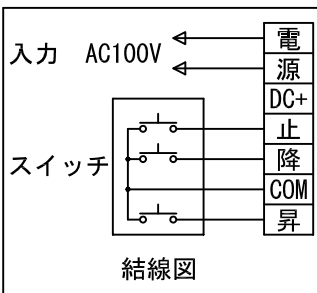 入力 AC100V
電
源
DC+
止
スイッチ
降
COM
昇
結線図